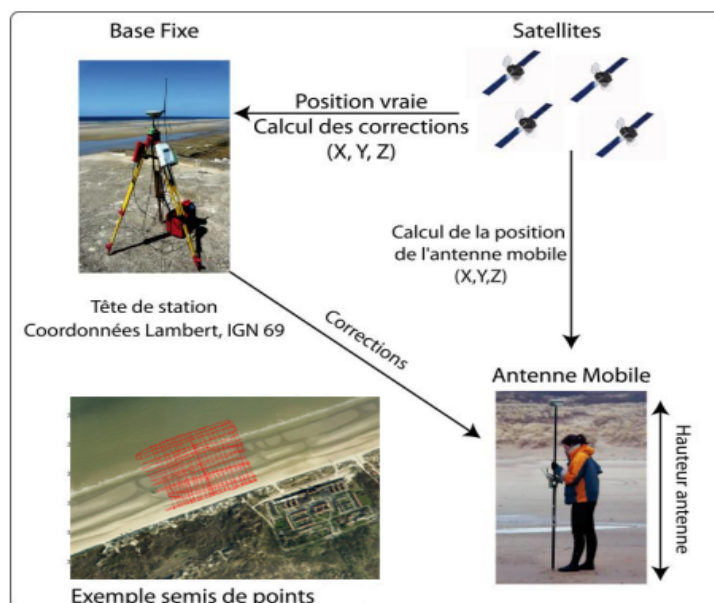 Base Fixe
Satellites
Position vraie
Calcul des corrections
(X, Y, Z)
Calcul de la position
de l'antenne mobile
(X,Y,Z)
Tête de station
Coordonnées Lambert, IGN 69
Corrections
Antenne Mobile
Hauteur antenne
Exemple semis de points